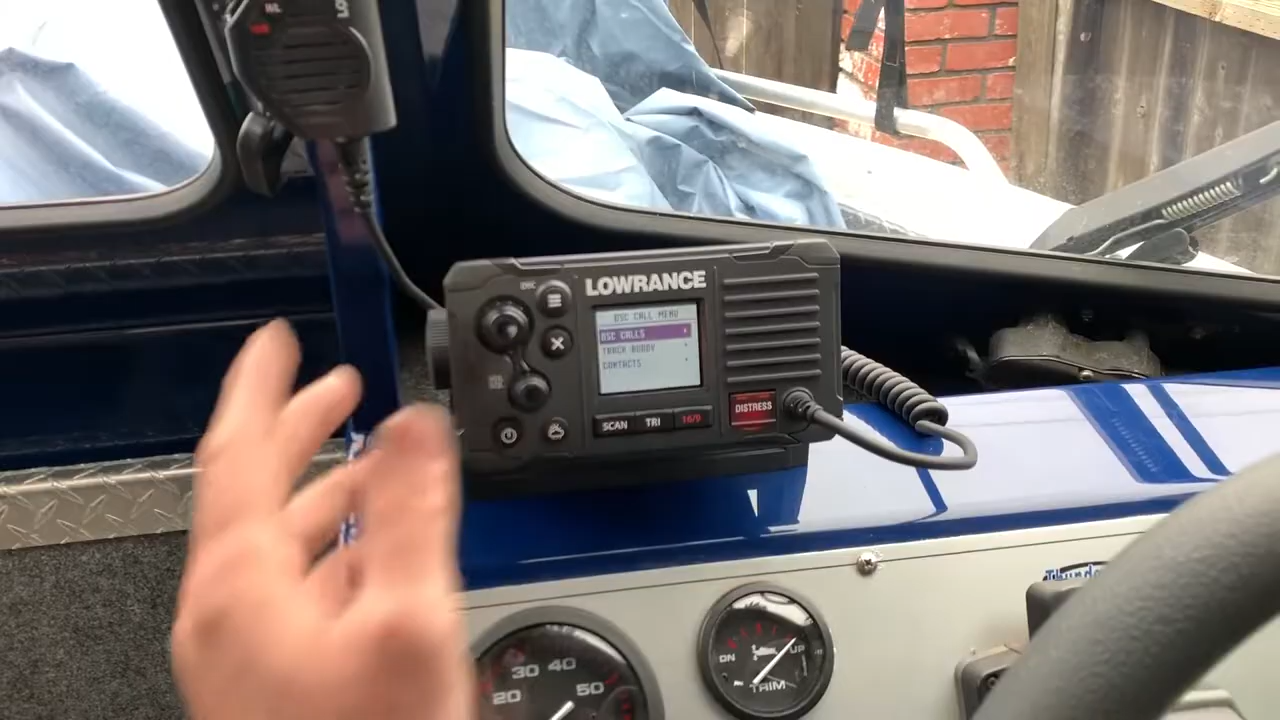 LOWRANCE
DSC CALL MENU
DSC CALLS
TRACK BUDDY
CONTACTS
SCAN
TRI
16/9
DISTRESS
20
30
40
50
DN
UP
TRIM